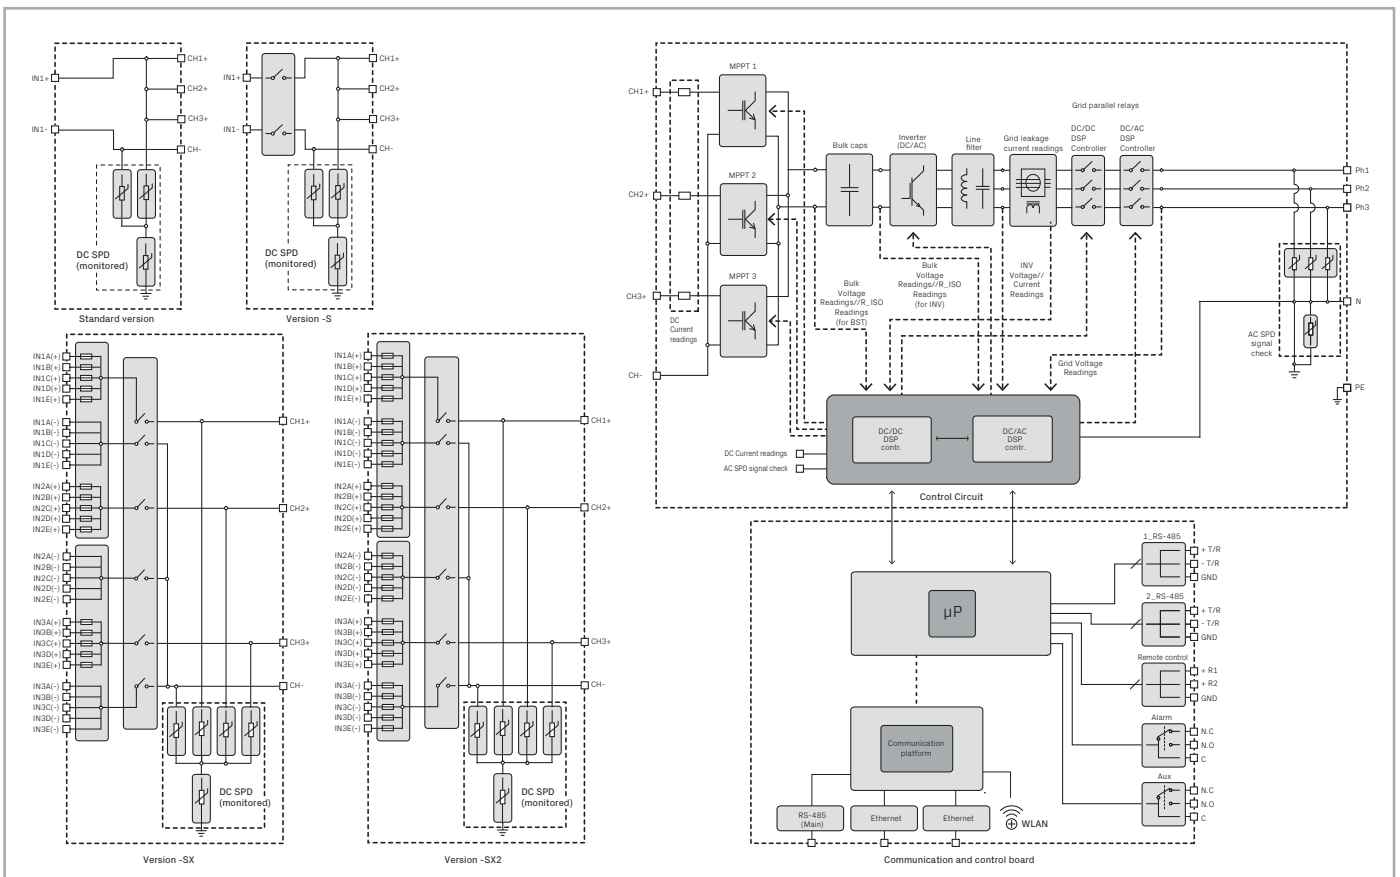 IN1+
IN1-
CH1+
CH2+
CH3+
CH-
DC SPD
(monitored)
Standard version
IN1+
IN1-
CH1+
CH2+
CH3+
CH-
DC SPD
(monitored)
Version -S
IN1A(+)
IN1B(+)
IN1C(+)
IN1D(+)
IN1E(+)
IN1A(-)
IN1B(-)
IN1C(-)
IN1D(-)
IN1E(-)
IN2A(+)
IN2B(+)
IN2C(+)
IN2D(+)
IN2E(+)
IN2A(-)
IN2B(-)
IN2C(-)
IN2D(-)
IN2E(-)
IN3A(+)
IN3B(+)
IN3C(+)
IN3D(+)
IN3E(+)
IN3A(-)
IN3B(-)
IN3C(-)
IN3D(-)
IN3E(-)
CH1+
CH2+
CH3+
CH-
DC SPD
(monitored)
Version -SX
IN1A(+)
IN1B(+)
IN1C(+)
IN1D(+)
IN1E(+)
IN1A(-)
IN1B(-)
IN1C(-)
IN1D(-)
IN1E(-)
IN2A(+)
IN2B(+)
IN2C(+)
IN2D(+)
IN2E(+)
IN2A(-)
IN2B(-)
IN2C(-)
IN2D(-)
IN2E(-)
IN3A(+)
IN3B(+)
IN3C(+)
IN3D(+)
IN3E(+)
IN3A(-)
IN3B(-)
IN3C(-)
IN3D(-)
IN3E(-)
CH1+
CH2+
CH3+
CH-
DC SPD
(monitored)
Version -SX2
CH1+
CH2+
CH3+
CH-
DC
Current
readings
MPPT 1
MPPT 2
MPPT 3
Bulk caps
Inverter
(DC/AC)
Line
filter
Grid leakage
current readings
Grid parallel relays
DC/DC
DSP
Controller
DC/AC
DSP
Controller
Ph1
Ph2
Ph3
N
PE
AC SPD
signal
check
Bulk
Voltage
Readings//R_ISO
Readings
(for BST)
Bulk
Voltage
Readings//R_ISO
Readings
(for INV)
INV
Voltage//
Current
Readings
Grid Voltage
Readings
DC/DC
DSP
contr.
DC/AC
DSP
contr.
DC Current readings
AC SPD signal check
Control Circuit
µP
Communication
platform
RS-485
(Main)
Ethernet
Ethernet
WLAN
1_RS-485
+ T/R
- T/R
GND
2_RS-485
+ T/R
- T/R
GND
Remote control
+ R1
+ R2
GND
Alarm
N.C
N.O
C
Aux
N.C
N.O
C
Communication and control board